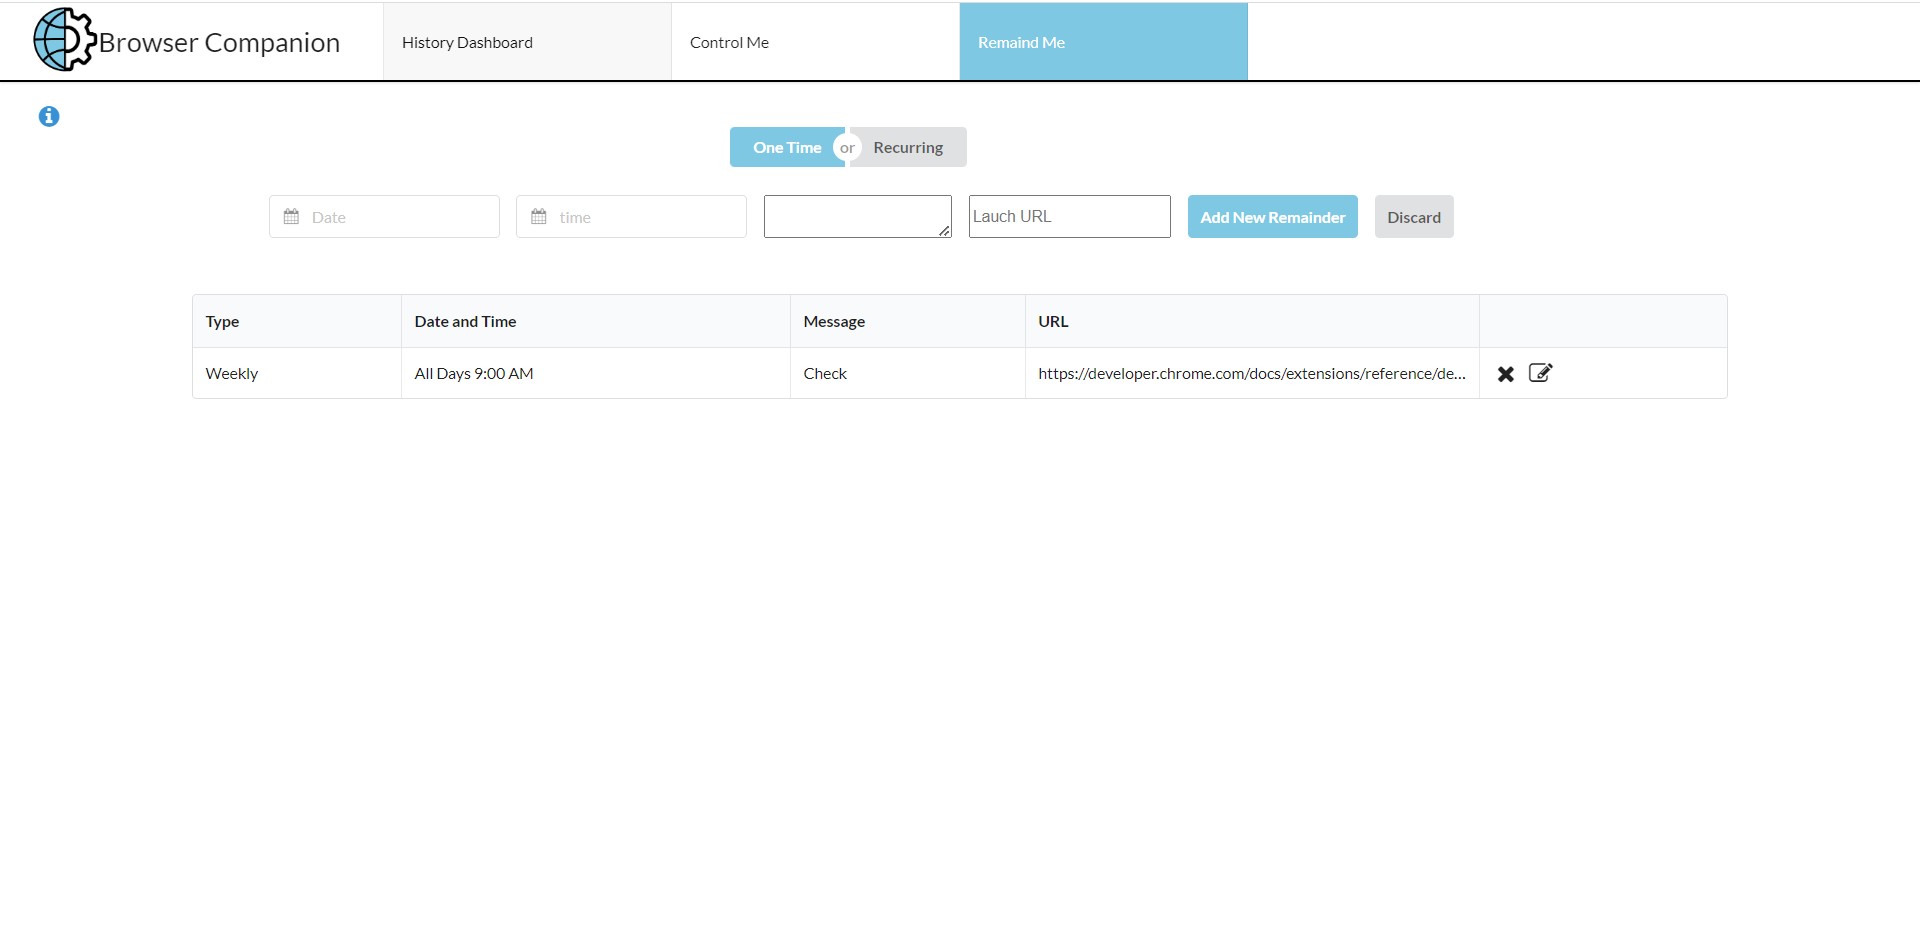 Browser Companion
History Dashboard
Control Me
Remaind Me
One Time or Recurring
Date
time
Lauch URL
Add New Remainder
Discard
Type Date and Time Message URL
Weekly All Days 9:00 AM Check https://developer.chrome.com/docs/extensions/reference/de...